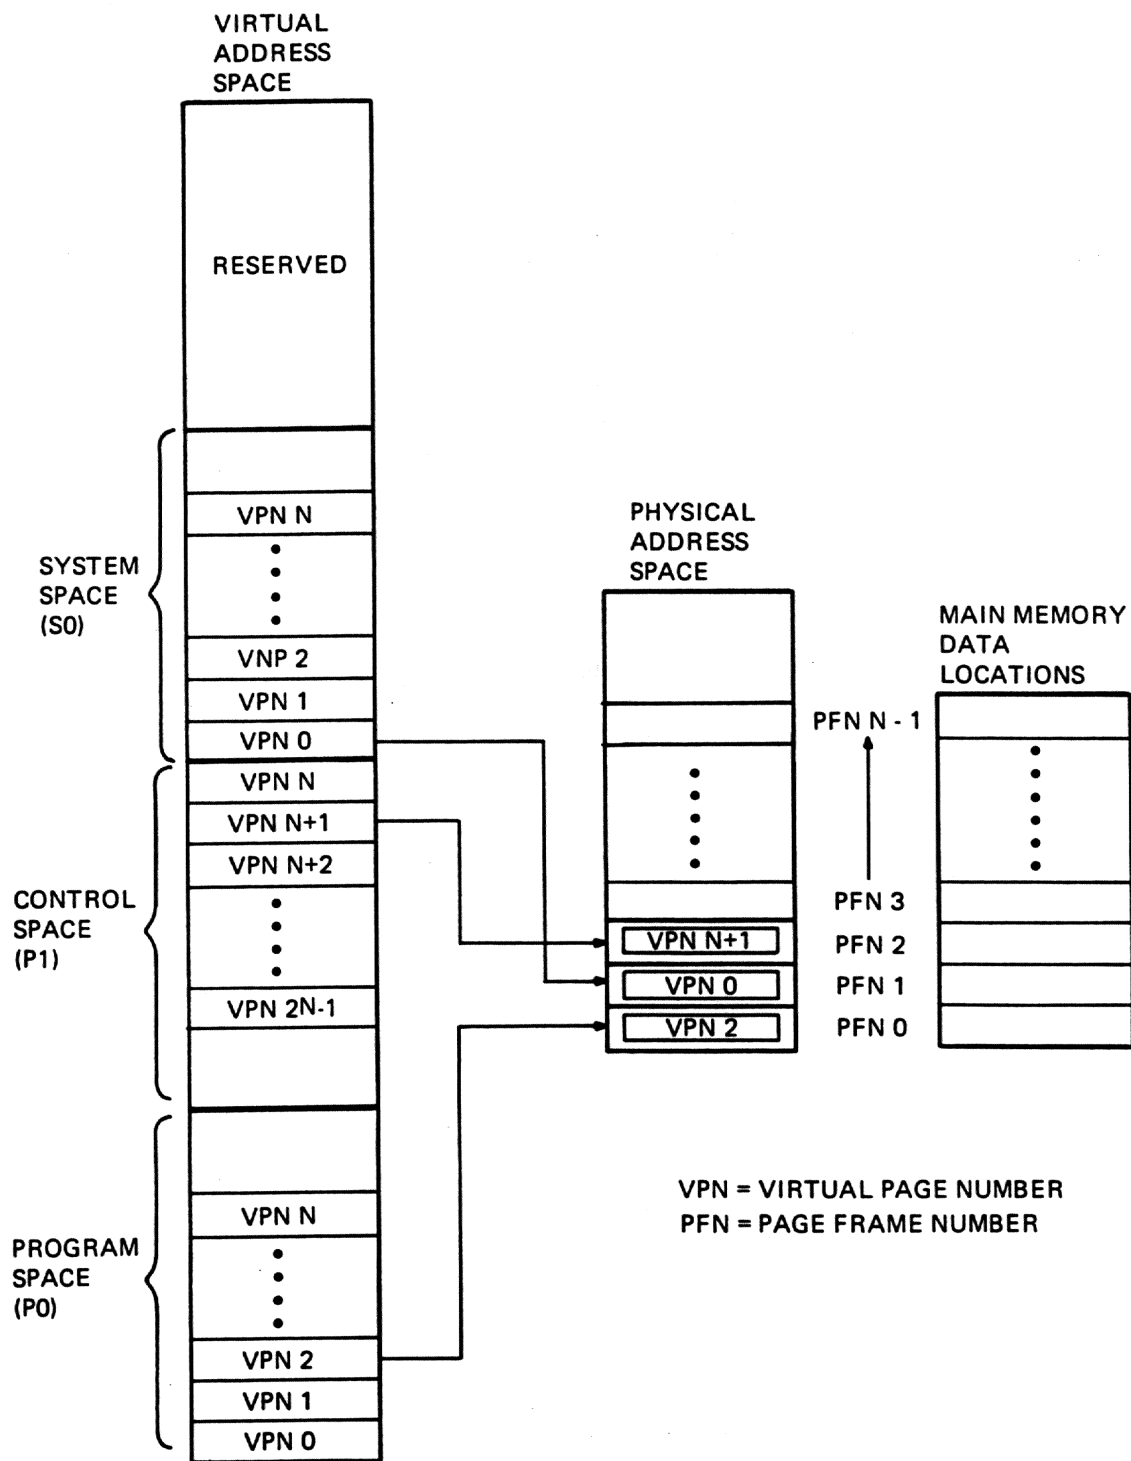 VIRTUAL
ADDRESS
SPACE
RESERVED
SYSTEM
SPACE
(S0)
VPN N
VNP 2
VPN 1
VPN 0
CONTROL
SPACE
(P1)
VPN N
VPN N+1
VPN N+2
VPN 2N-1
PROGRAM
SPACE
(P0)
VPN N
VPN 2
VPN 1
VPN 0
PHYSICAL
ADDRESS
SPACE
VPN N+1
VPN 0
VPN 2
PFN N - 1
PFN 3
PFN 2
PFN 1
PFN 0
MAIN MEMORY
DATA
LOCATIONS
VPN = VIRTUAL PAGE NUMBER
PFN = PAGE FRAME NUMBER